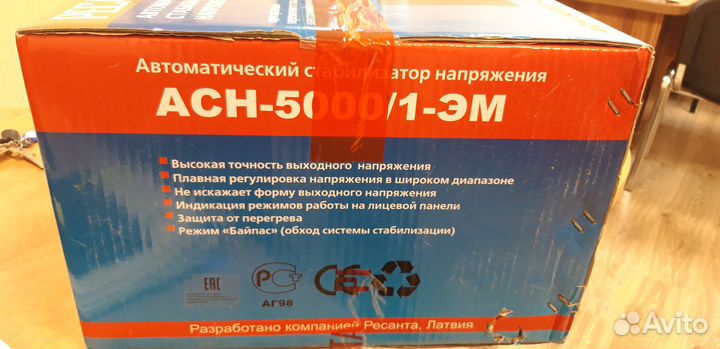 Автоматический стабилизатор напряжения
АСН-5000/1-ЭМ
Высокая точность выходного напряжения
Плавная регулировка напряжения в широком диапазоне
Не искажает форму выходного напряжения
Индикация режимов работы на лицевой панели
Защита от перегрева
Режим «Байпас» (обход системы стабилизации)
ЕАС
АГ98
Разработано компанией Ресанта, Латвия
Avito